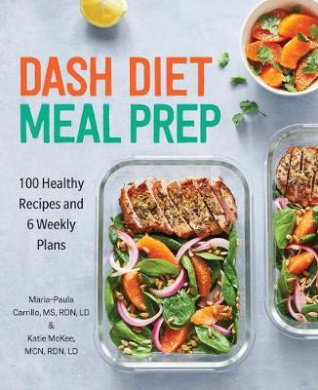 DASH DIET
MEAL PREP
100 Healthy
Recipes and
6 Weekly
Plans
Maria-Paula
Carrillo, MS, RDN, LD
&
Katie McKee,
MCN, RDN, LD